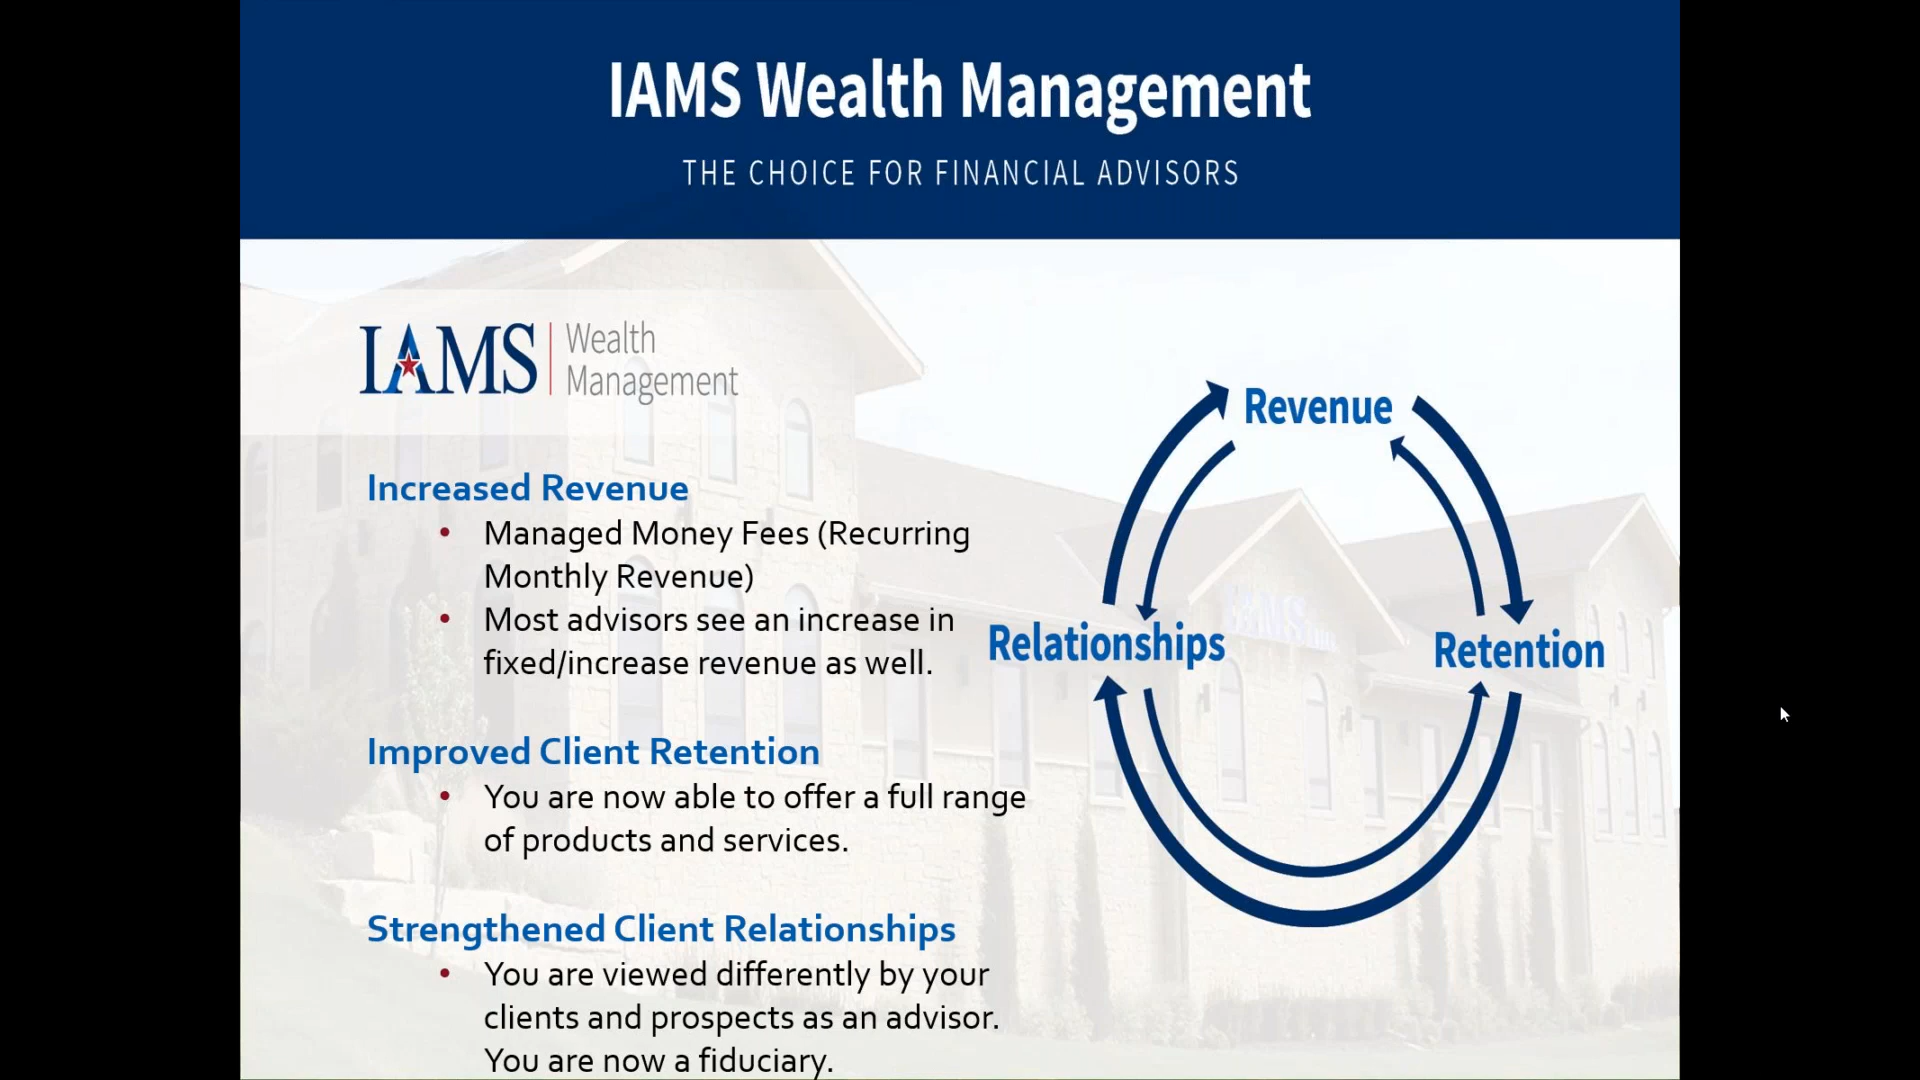 IAMS Wealth Management
THE CHOICE FOR FINANCIAL ADVISORS
IAMS
Wealth
Management
Increased Revenue
• Managed Money Fees (Recurring
Monthly Revenue)
• Most advisors see an increase in
fixed/increase revenue as well.
Improved Client Retention
• You are now able to offer a full range
of products and services.
Strengthened Client Relationships
• You are viewed differently by your
clients and prospects as an advisor.
You are now a fiduciary.
Revenue
Relationships
Retention
IAMS